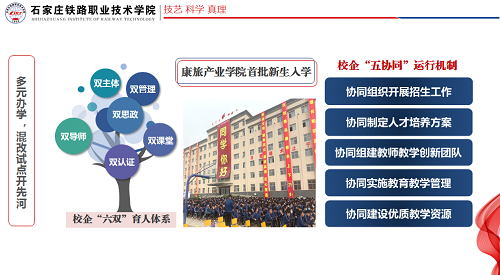 石家庄铁路职业技术学院
SHIJIAZHUANG INSTITUTE OF RAILWAY TECHNOLOGY
技艺 科学 真理
多元办学，混改试点开先河
双主体
双管理
双思政
双导师
双课堂
双认证
校企“六双”育人体系
康旅产业学院首批新生入学
同学你好
校企“五协同”运行机制
协同组织开展招生工作
协同制定人才培养方案
协同组建教师教学创新团队
协同实施教育教学管理
协同建设优质教学资源